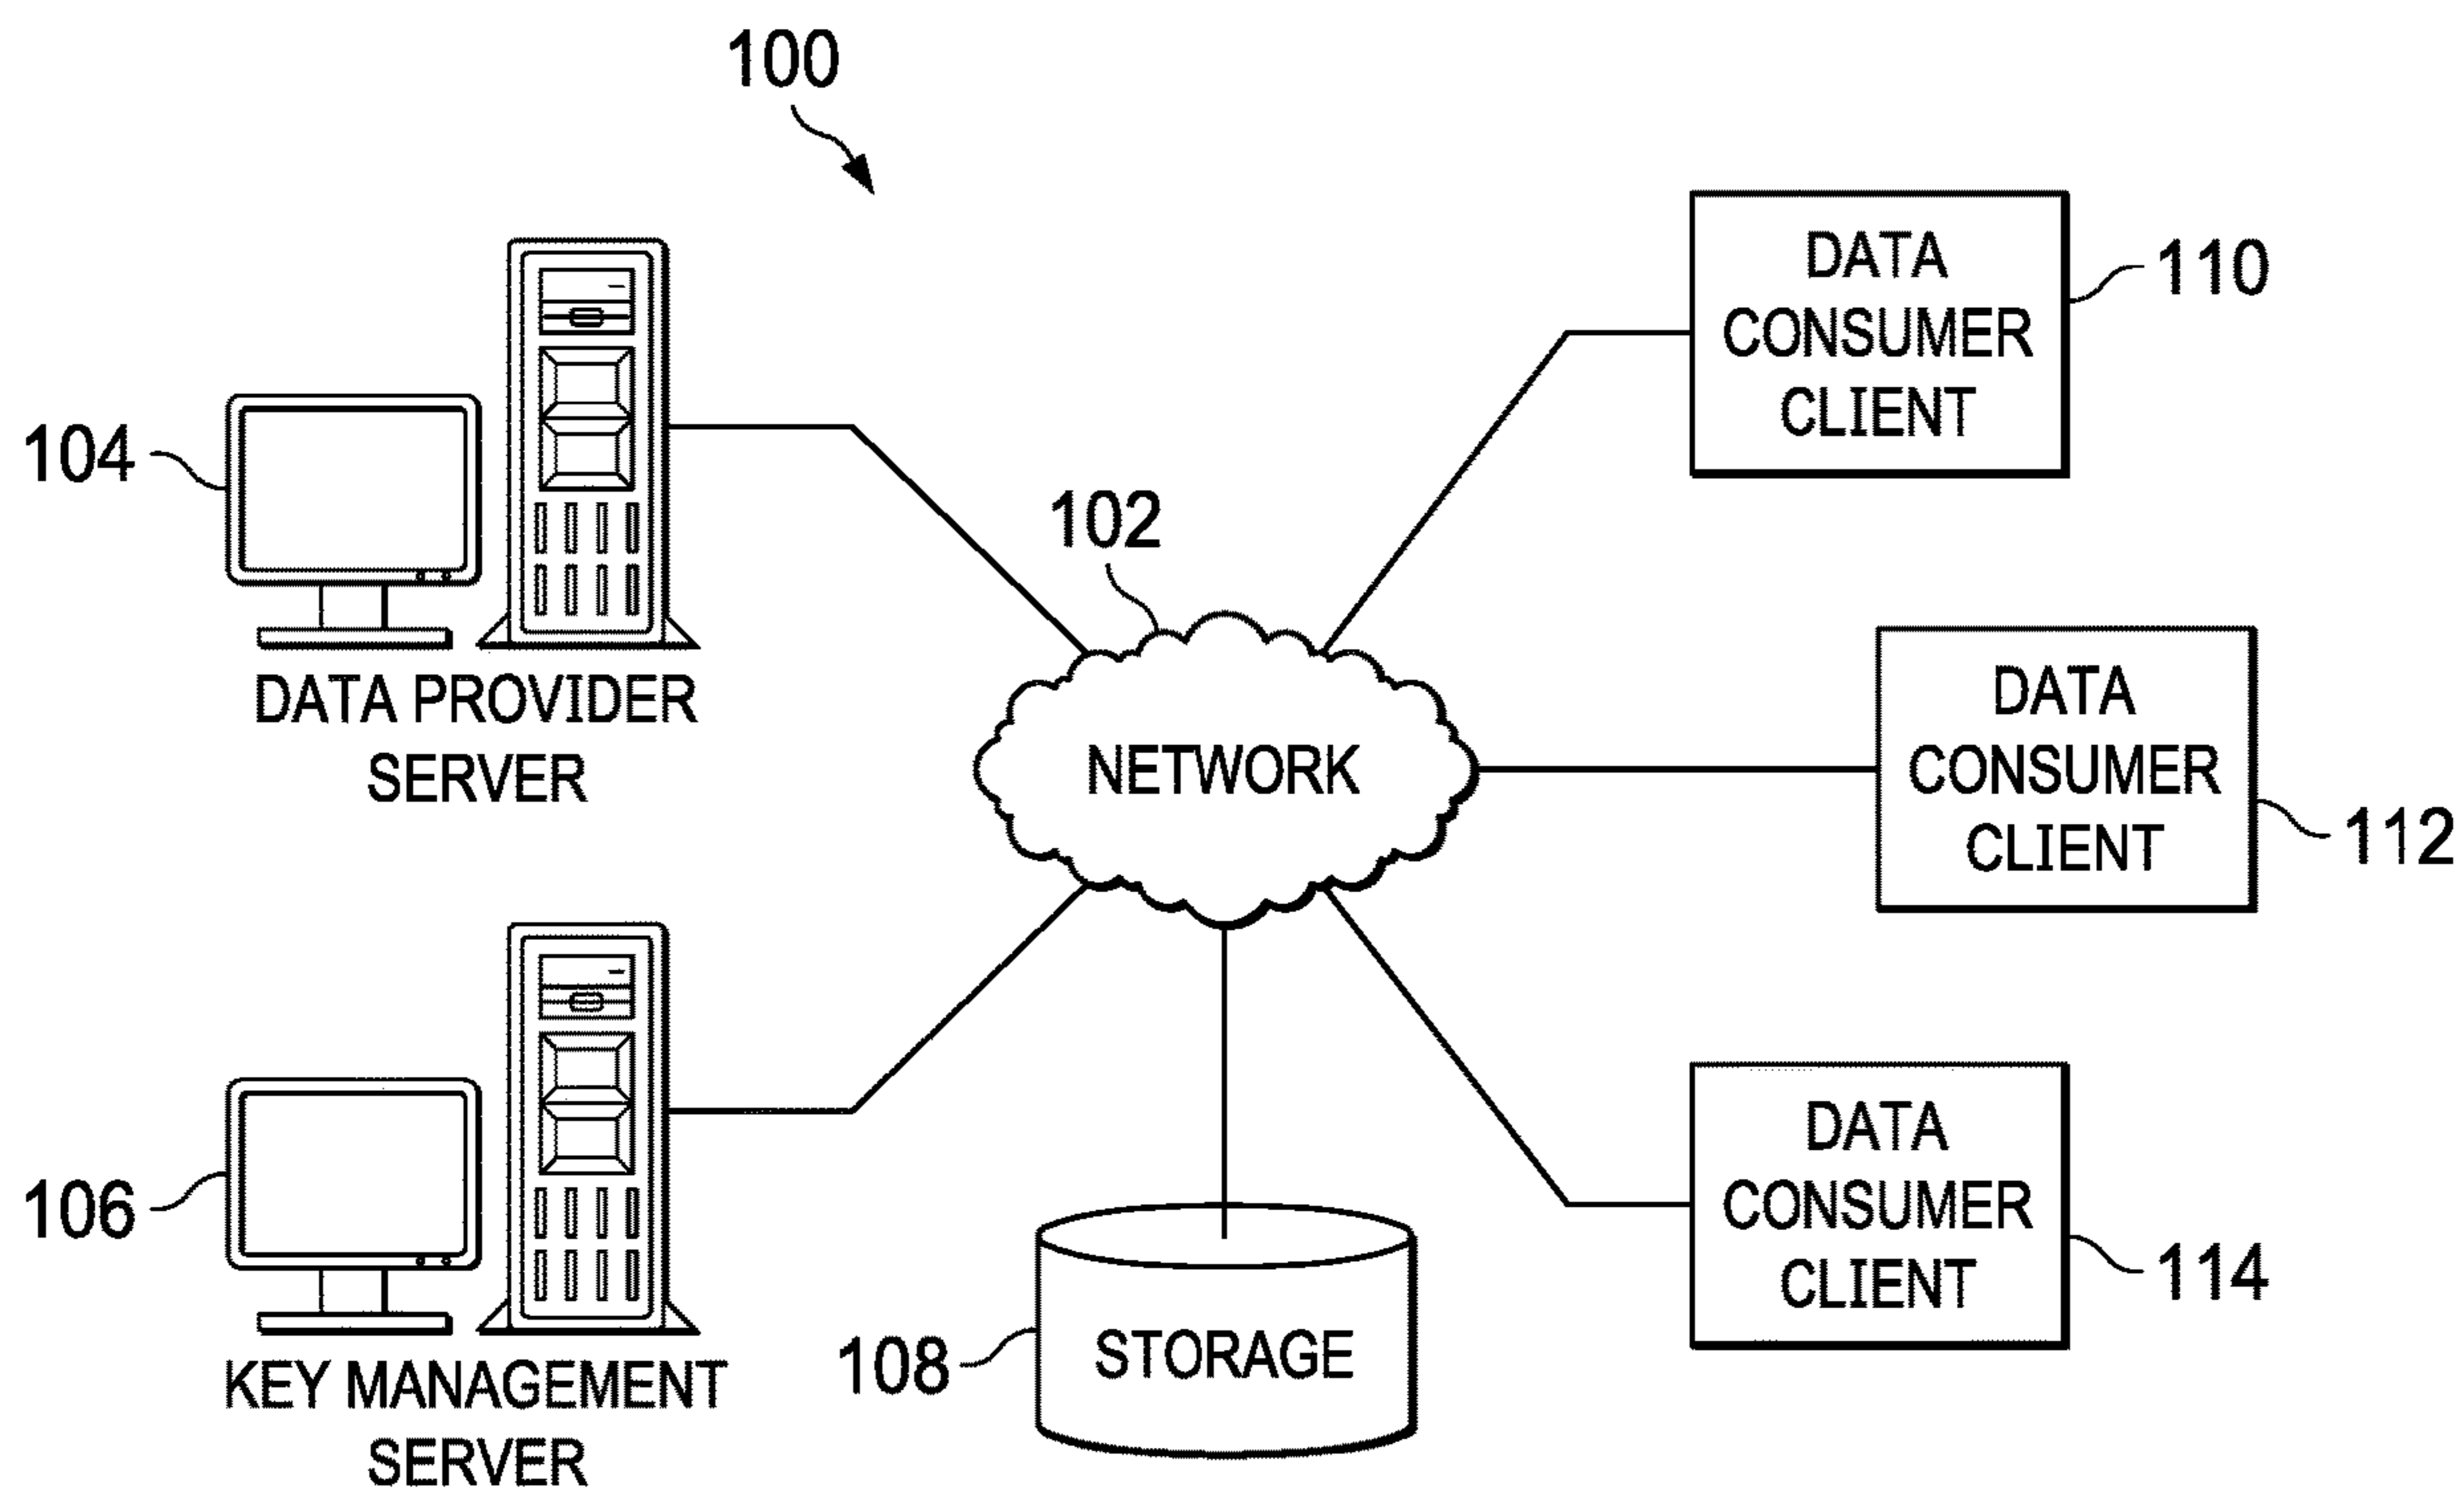 100
104
DATA PROVIDER
SERVER
102
NETWORK
DATA
CONSUMER
CLIENT
110
DATA
CONSUMER
CLIENT
112
106
KEY MANAGEMENT
SERVER
108
STORAGE
DATA
CONSUMER
CLIENT
114